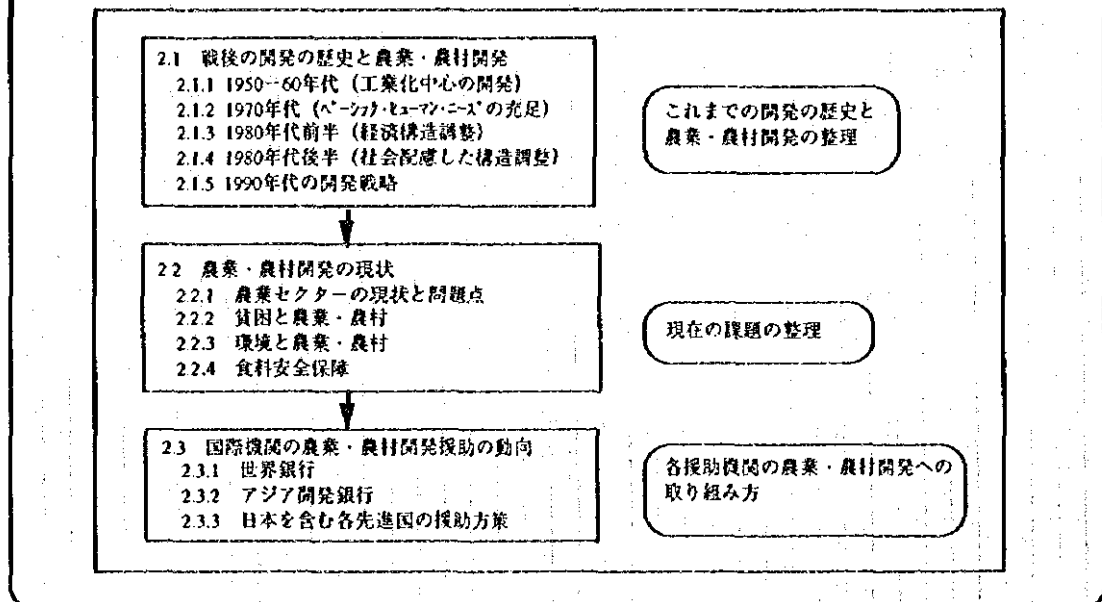 2.1 戦後の開発の歴史と農業・農村開発
2.1.1 1950--60年代（工業化中心の開発）
2.1.2 1970年代（ベーシック・ヒューマン・ニーズの充足）
2.1.3 1980年代前半（経済構造調整）
2.1.4 1980年代後半（社会配慮した構造調整）
2.1.5 1990年代の開発戦略
これまでの開発の歴史と
農業・農村開発の整理
2.2 農業・農村開発の現状
2.2.1 農業セクターの現状と問題点
2.2.2 貧困と農業・農村
2.2.3 環境と農業・農村
2.2.4 食料安全保障
現在の課題の整理
2.3 国際機関の農業・農村開発援助の動向
2.3.1 世界銀行
2.3.2 アジア開発銀行
2.3.3 日本を含む各先進国の援助方策
各援助機関の農業・農村開発への
取り組み方